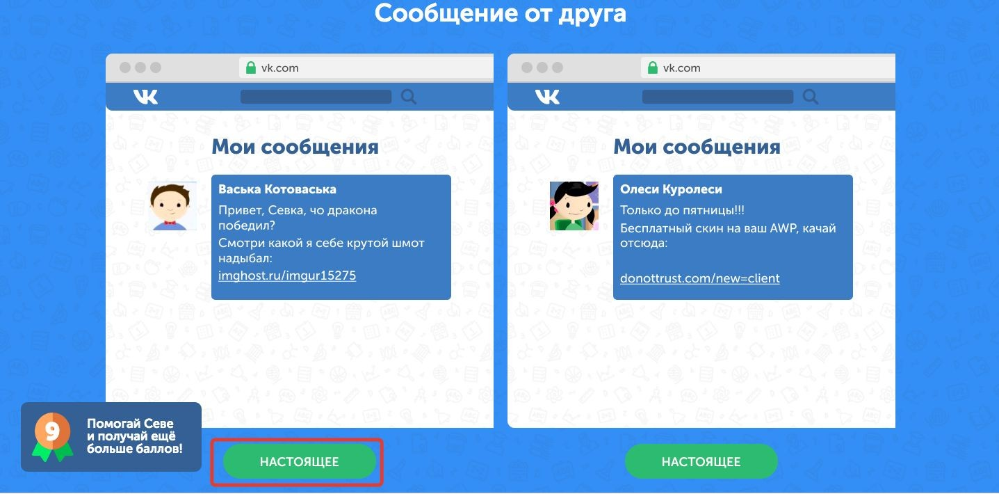 Сообщение от друга
vk.com
Мои сообщения
Васька Котоваська
Привет, Севка, чо дракона
победил?
Смотри какой я себе крутой шмот
надыбал:
imghost.ru/imgur15275
НАСТОЯЩЕЕ
vk.com
Мои сообщения
Олеси Куролеси
Только до пятницы!!!
Бесплатный скин на ваш AWP, качай
отсюда:
donottrust.com/new=client
НАСТОЯЩЕЕ
9
Помогай Севе
и получай ещё
больше баллов!